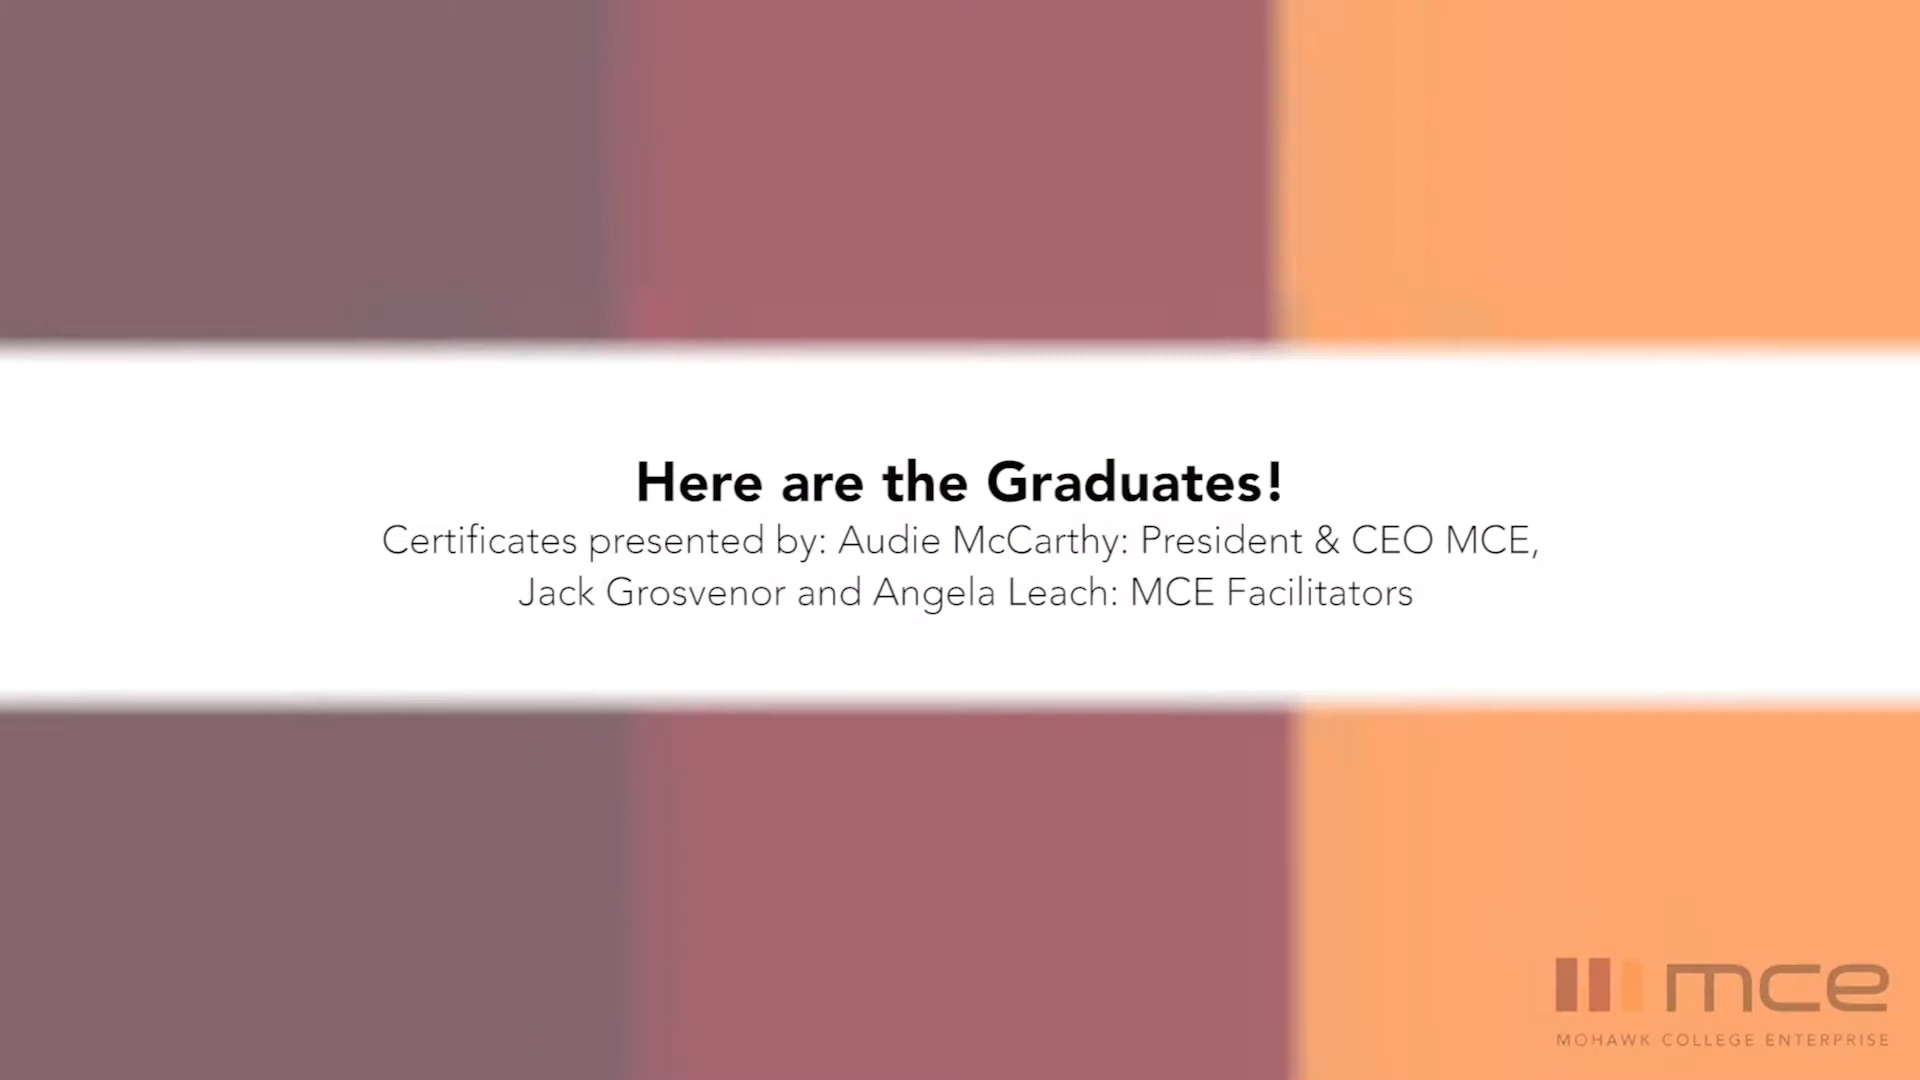 Here are the Graduates!
Certificates presented by: Audie McCarthy: President & CEO MCE,
Jack Grosvenor and Angela Leach: MCE Facilitators
mce
MOHAWK COLLEGE ENTERPRISE